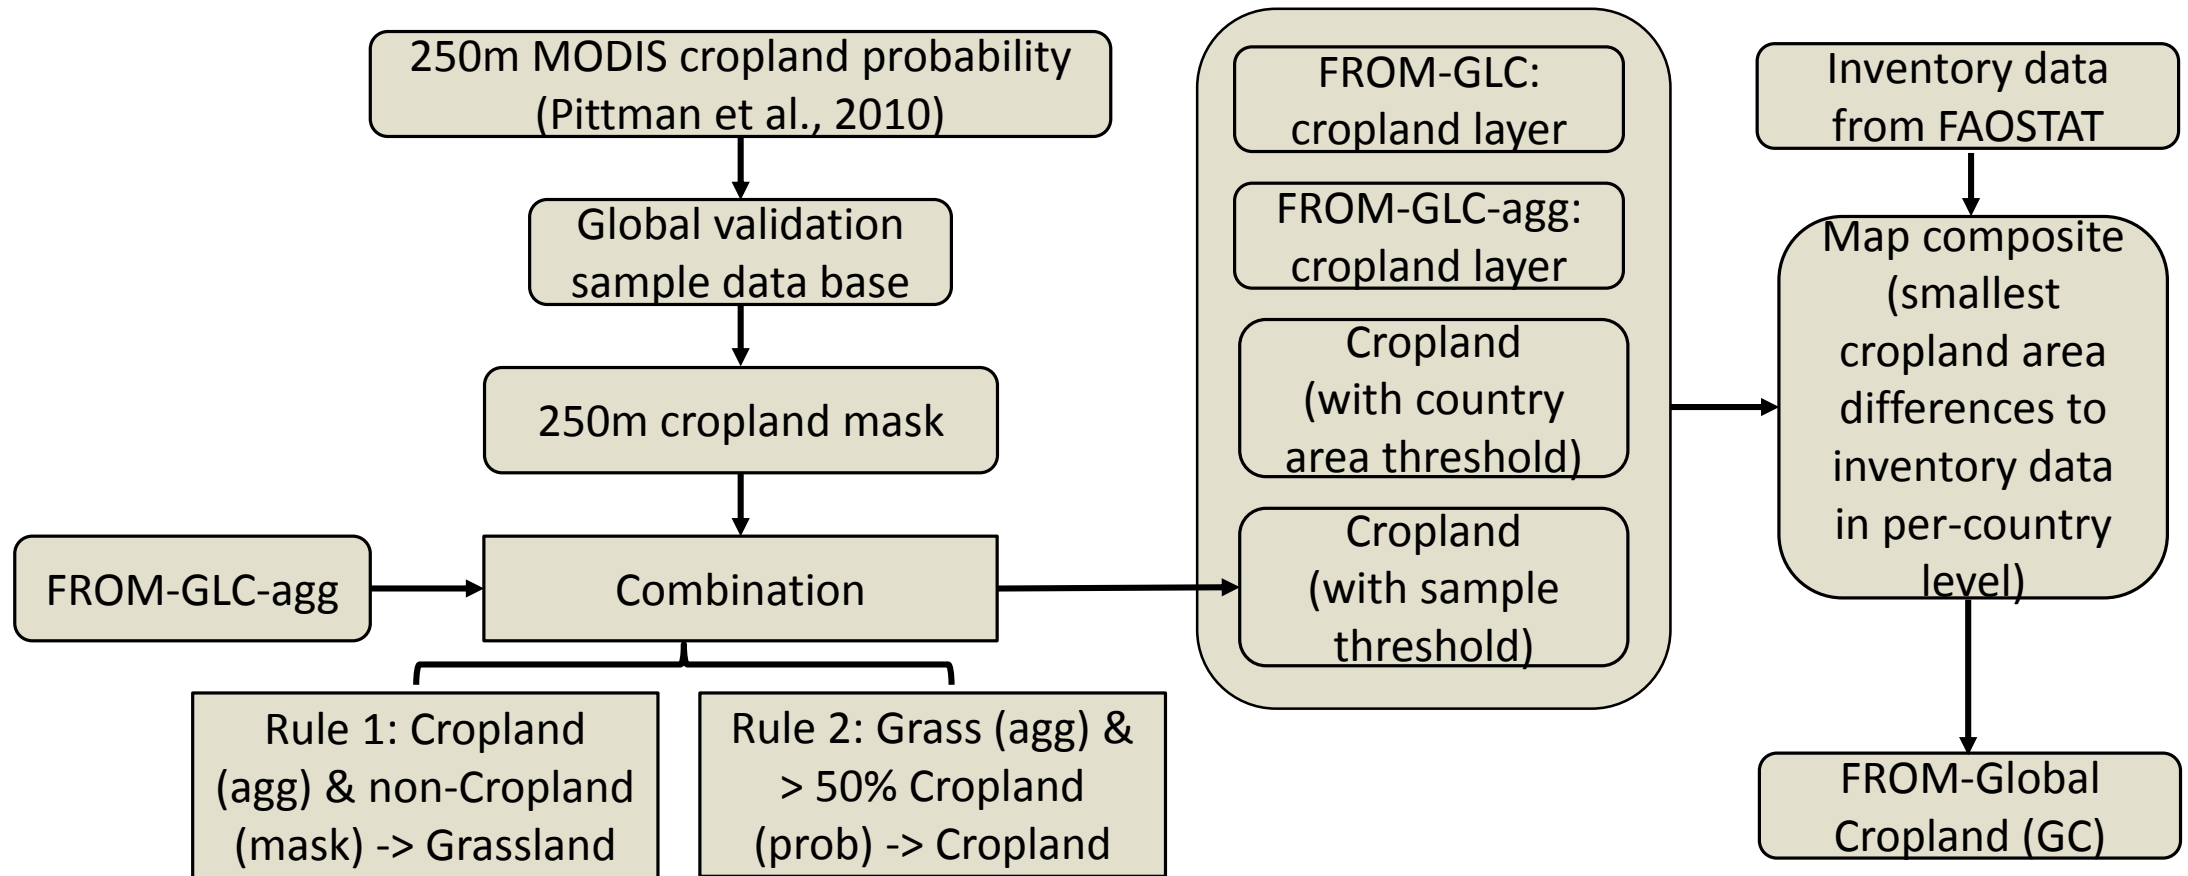 250m MODIS cropland probability
(Pittman et al., 2010)
Global validation
sample data base
250m cropland mask
FROM-GLC-agg
Combination
Rule 1: Cropland
(agg) & non-Cropland
(mask) -> Grassland
Rule 2: Grass (agg) &
> 50% Cropland
(prob) -> Cropland
FROM-GLC:
cropland layer
FROM-GLC-agg:
cropland layer
Cropland
(with country
area threshold)
Cropland
(with sample
threshold)
Inventory data
from FAOSTAT
Map composite
(smallest
cropland area
differences to
inventory data
in per-country
level)
FROM-Global
Cropland (GC)